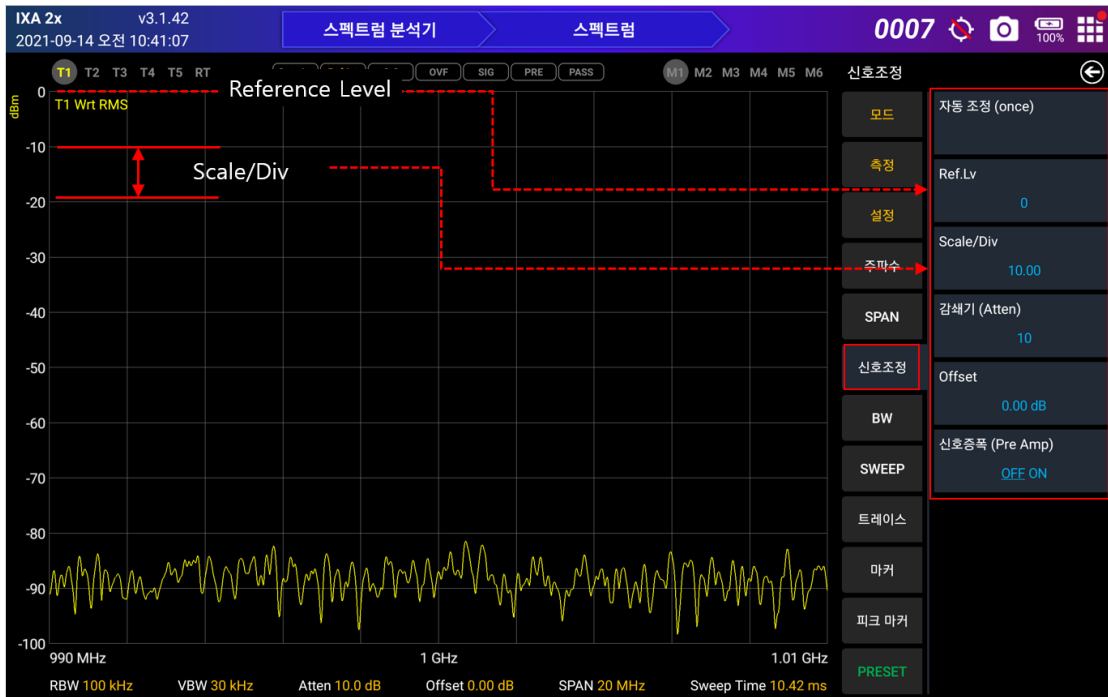 IXA 2x v3.1.42
2021-09-14 오전 10:41:07
스펙트럼 분석기
스펙트럼
0007
100%
T1 T2 T3 T4 T5 RT
OVF SIG PRE PASS
M1 M2 M3 M4 M5 M6
신호조정
dBm
T1 Wrt RMS
Reference Level
Scale/Div
0
-10
-20
-30
-40
-50
-60
-70
-80
-90
-100
990 MHz
1 GHz
1.01 GHz
RBW 100 kHz VBW 30 kHz Atten 10.0 dB Offset 0.00 dB SPAN 20 MHz Sweep Time 10.42 ms
모드
측정
설정
주파수
SPAN
신호조정
BW
SWEEP
트레이스
마커
피크 마커
PRESET
자동 조정 (once)
Ref.Lv
0
Scale/Div
10.00
감쇄기 (Atten)
10
Offset
0.00 dB
신호증폭 (Pre Amp)
OFF ON